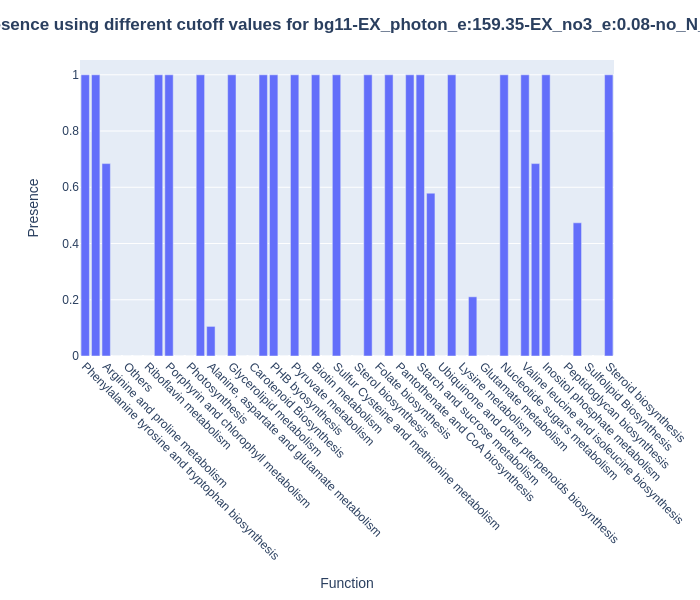 sence using different cutoff values for bg11-EX_photon_e:159.35-EX_no3_e:0.08-no_N_
1
0.8
0.6
0.4
0.2
0
Presence
Phenylalanine tyrosine and tryptophan biosynthesis
Arginine and proline metabolism
Others
Riboflavin metabolism
Porphyrin and chlorophyll metabolism
Photosynthesis
Alanine, aspartate and glutamate metabolism
Glycerolipid metabolism
Carotenoid Biosynthesis
PHB byosynthesis
Pyruvate metabolism
Biotin metabolism
Sulfur Cysteine and methionine metabolism
Sterol biosynthesis
Folate biosynthesis
Pantothenate and CoA biosynthesis
Starch and sucrose metabolism
Ubiquinone and other pterpenoids biosynthesis
Lysine metabolism
Glutamate metabolism
Nucleotide sugars metabolism
Valine leucine and isoleucine biosynthesis
Inositol phosphate metabolism
Peptidoglycan biosynthesis
Sulfolipid Biosynthesis
Steroid biosynthesis
Function